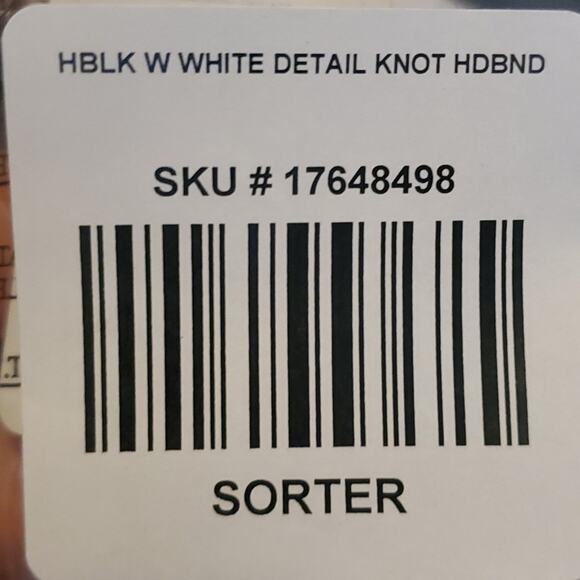 HBLK W WHITE DETAIL KNOT HDBND
SKU # 17648498
SORTER